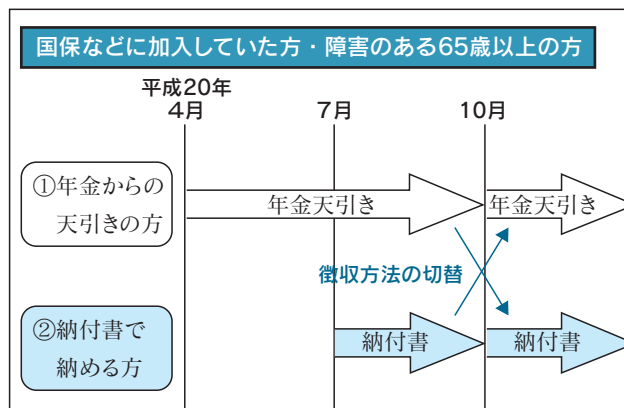 国保などに加入していた方・障害のある65歳以上の方
平成20年
4月
7月
10月
①年金からの
天引きの方
年金天引き
年金天引き
徴収方法の切替
②納付書で
納める方
納付書
納付書